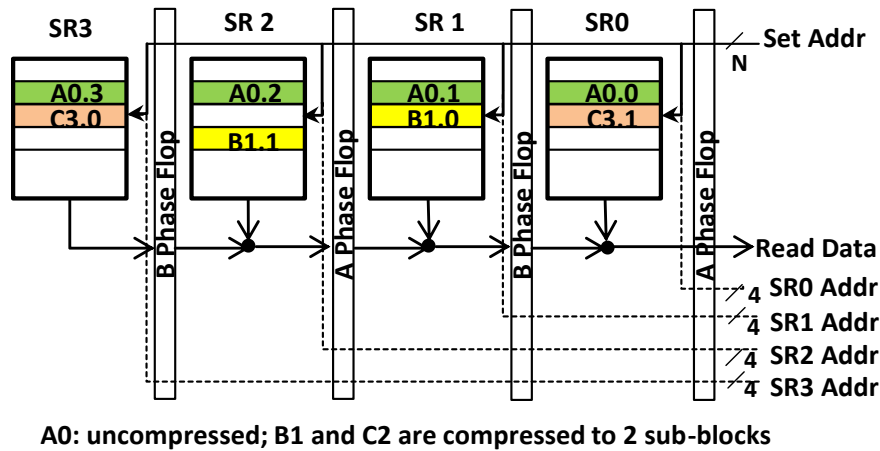 SR3 SR 2 SR 1 SR0
Set Addr
N
A0.3 A0.2 A0.1 A0.0
C3.0 B1.0 C3.1
B1.1
B Phase Flop
A Phase Flop
B Phase Flop
A Phase Flop
Read Data
4 SR0 Addr
4 SR1 Addr
4 SR2 Addr
4 SR3 Addr
A0: uncompressed; B1 and C2 are compressed to 2 sub-blocks